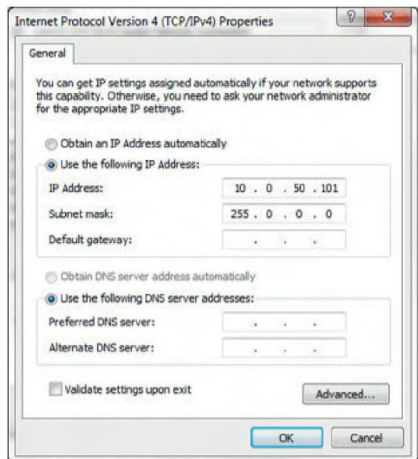 Internet Protocol Version 4 (TCP/IPv4) Properties
General
You can get IP settings assigned automatically if your network supports
this capability. Otherwise, you need to ask your network administrator
for the appropriate IP settings.
Obtain an IP Address automatically
Use the following IP Address:
IP Address: 10 . 0 . 50 . 101
Subnet mask: 255 . 0 . 0 . 0
Default gateway: . . .
Obtain DNS server address automatically
Use the following DNS server addresses:
Preferred DNS server: . . .
Alternate DNS server: . . .
Validate settings upon exit
Advanced...
OK Cancel